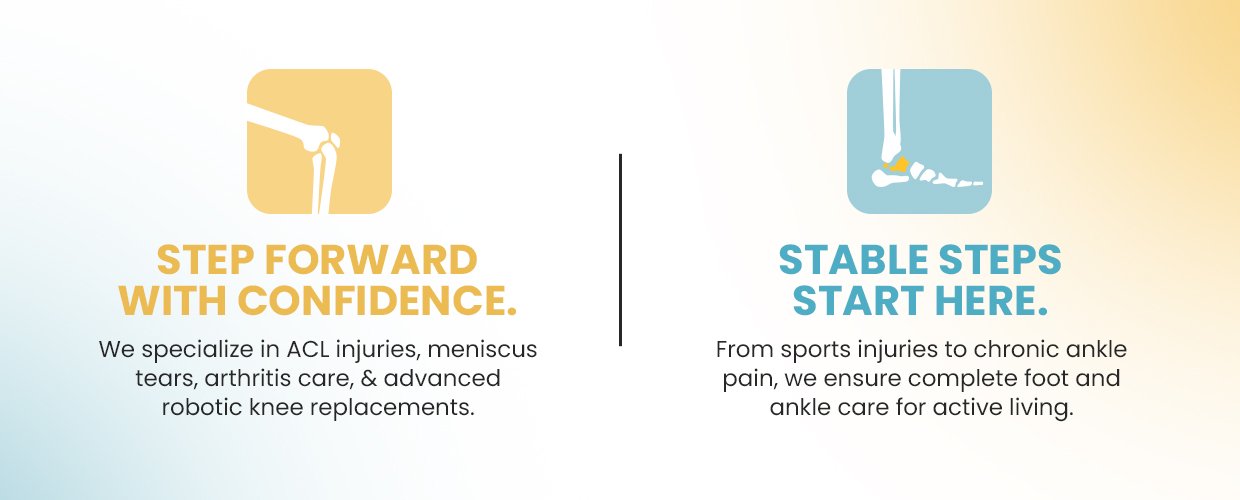 STEP FORWARD
WITH CONFIDENCE.
We specialize in ACL injuries, meniscus
tears, arthritis care, & advanced
robotic knee replacements.
STABLE STEPS
START HERE.
From sports injuries to chronic ankle
pain, we ensure complete foot and
ankle care for active living.